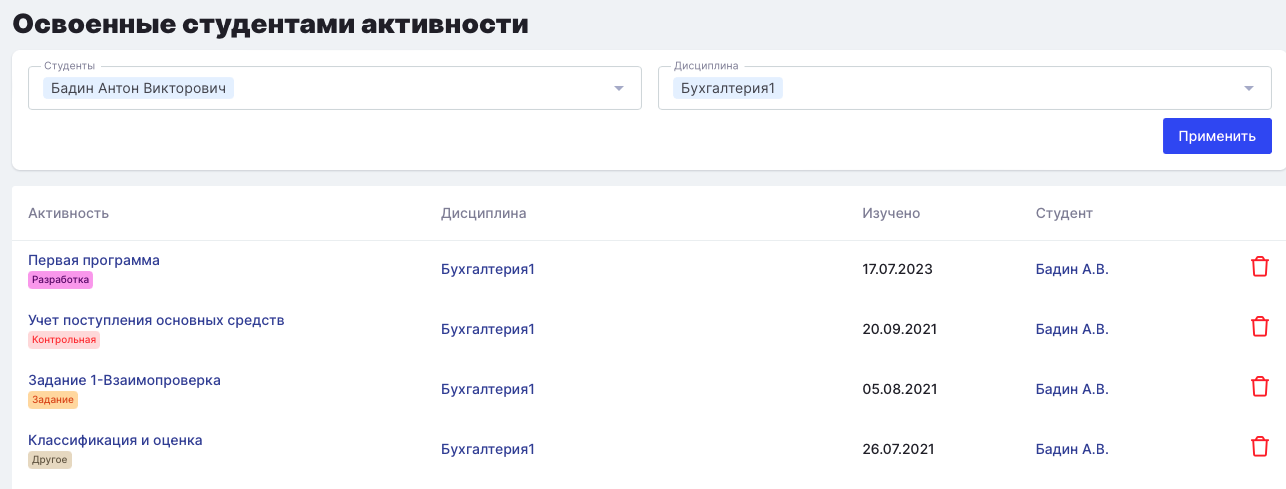 Освоенные студентами активности
Студенты
Дисциплина
Бадин Антон Викторович
Бухгалтерия1
Применить
Активность Дисциплина Изучено Студент
Первая программа
Разработка
Бухгалтерия1 17.07.2023 Бадин А.В.
Учет поступления основных средств
Контрольная
Бухгалтерия1 20.09.2021 Бадин А.В.
Задание 1-Взаимопроверка
Задание
Бухгалтерия1 05.08.2021 Бадин А.В.
Классификация и оценка
Другое
Бухгалтерия1 26.07.2021 Бадин А.В.